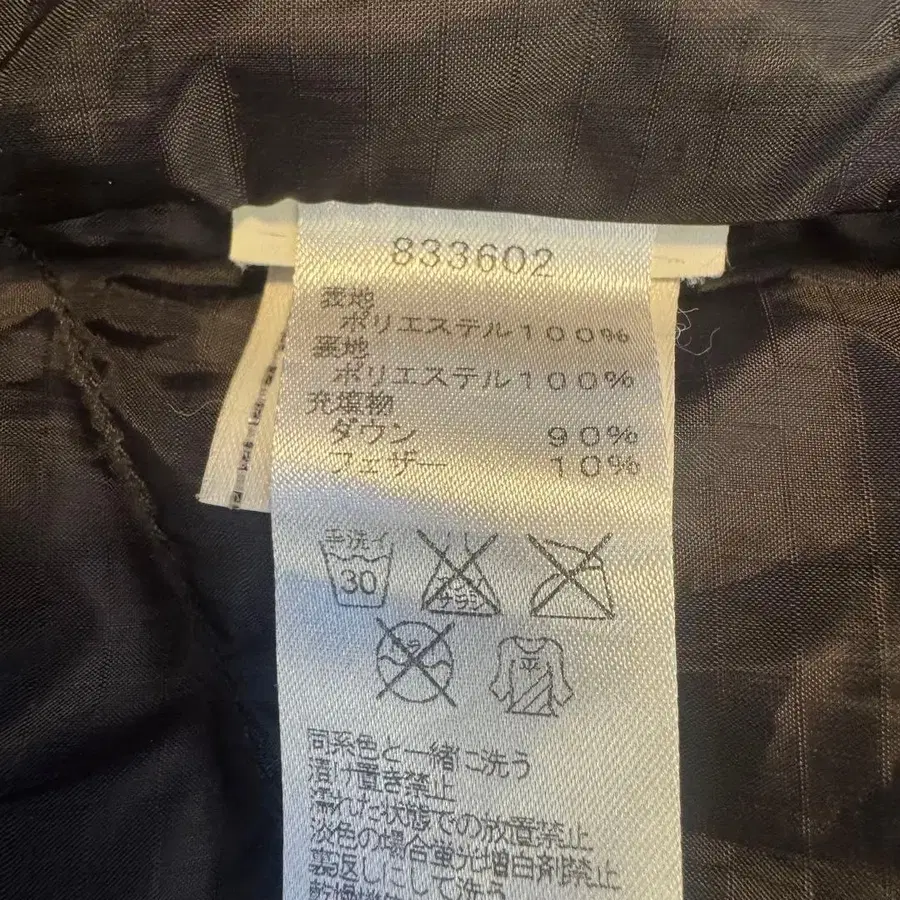 833602
表地
ポリエステル100%
裏地
ポリエステル100%
充填物
ダウン 90%
フェザー 10%
手洗イ
30
平
同系色と一緒に洗う
漬け置き禁止
濡れた状態での放置禁止
淡色の場合蛍光増白剤禁止
裏返しにして洗う